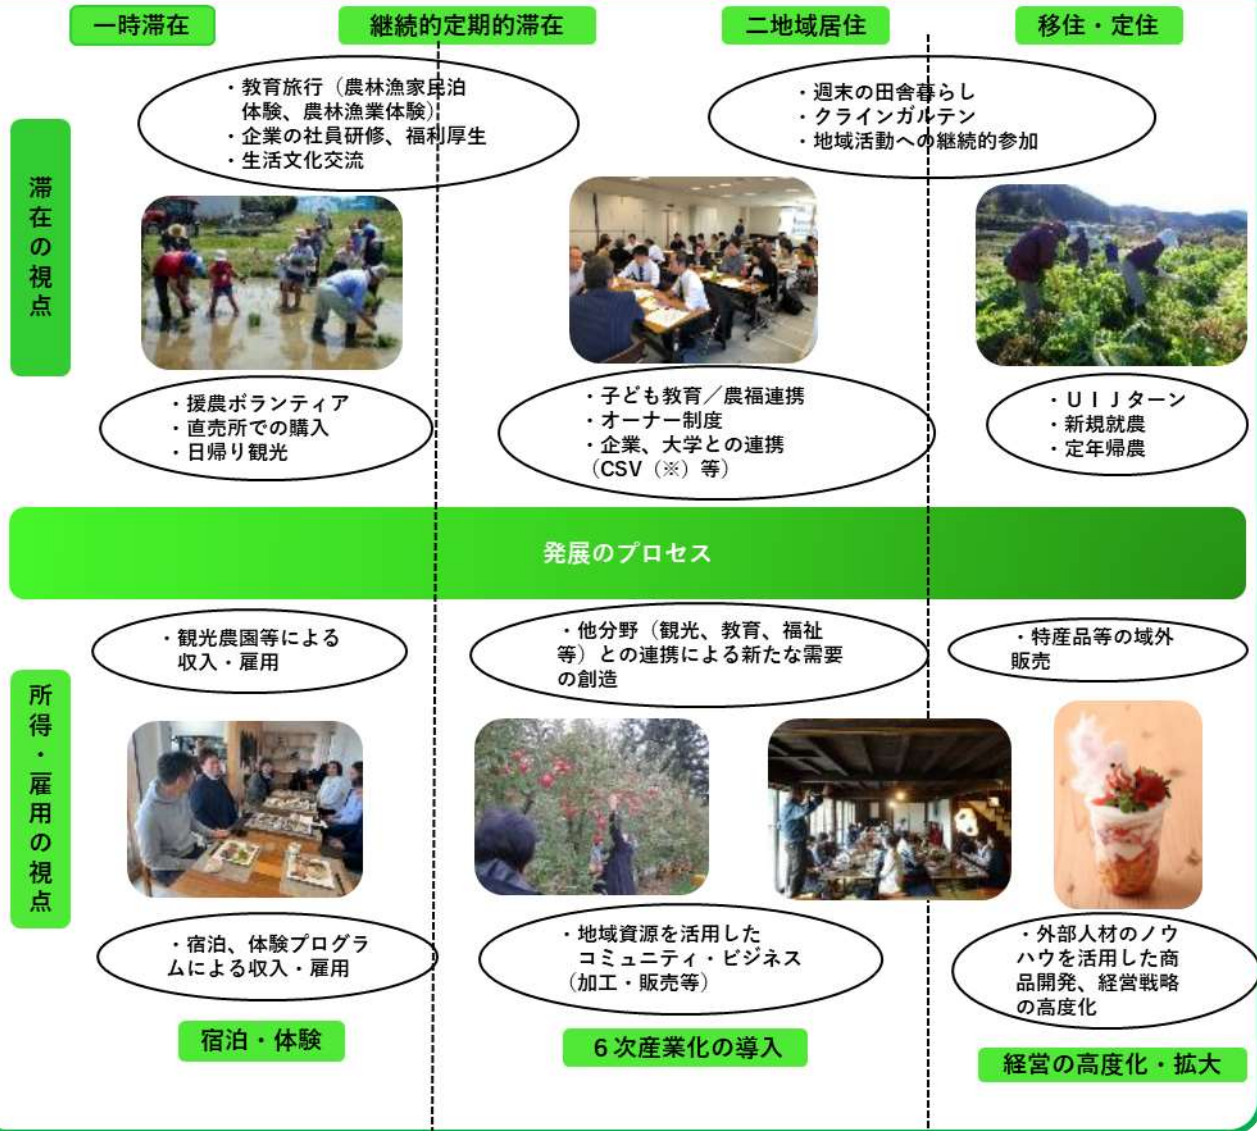 一時滞在
継続的定期的滞在
二地域居住
移住・定住
・教育旅行（農林漁家民泊
体験、農林漁業体験）
・企業の社員研修、福利厚生
・生活文化交流
・週末の田舎暮らし
・クラインガルテン
・地域活動への継続的参加
滞在の視点
・援農ボランティア
・直売所での購入
・日帰り観光
・子ども教育／農福連携
・オーナー制度
・企業、大学との連携
（CSV（※）等）
・ＵＩＪターン
・新規就農
・定年帰農
発展のプロセス
・観光農園等による
収入・雇用
・他分野（観光、教育、福祉
等）との連携による新たな需要
の創造
・特産品等の域外
販売
所得・雇用の視点
・宿泊、体験プログラ
ムによる収入・雇用
・地域資源を活用した
コミュニティ・ビジネス
（加工・販売等）
・外部人材のノウ
ハウを活用した商
品開発、経営戦略
の高度化
宿泊・体験
６次産業化の導入
経営の高度化・拡大